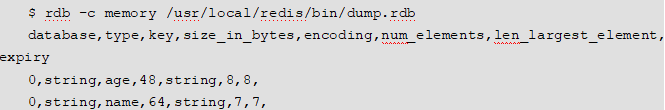 $ rdb -c memory /usr/local/redis/bin/dump.rdb
database,type,key,size_in_bytes,encoding,num_elements,len_largest_element,
expiry
0,string,age,48,string,8,8,
0,string,name,64,string,7,7,